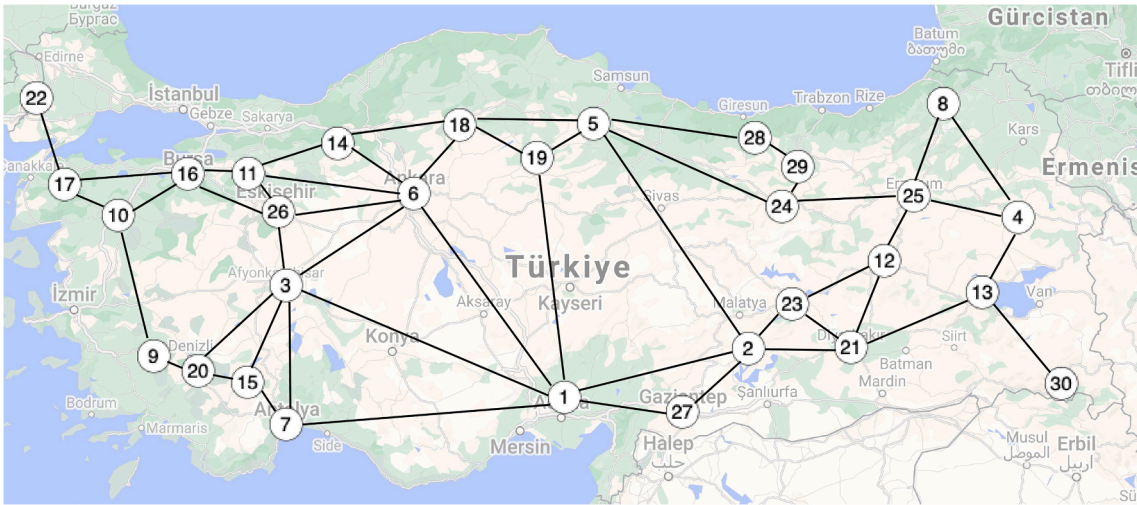 Burgaz
Бургас
Gürcistan
Batum
ბათუმი
Edirne
Tifli
İstanbul
Gebze
Sakarya
Samsun
Giresun
Trabzon
Rize
Kars
22
18
5
28
8
14
19
29
Ermenis
Çanakkal
Bursa
16
11
Ankara
17
Eskişehir
6
Sivas
24
25
10
26
4
12
Türkiye
Afyonkarahisar
3
13
Van
İzmir
Aksaray
Kayseri
Malatya
23
Konya
Diyarbakır
Siirt
Denizli
2
21
9
Batman
20
15
Mardin
30
Şanlıurfa
1
Gaziantep
Bodrum
Antalya
Adana
27
Marmaris
7
Side
Mersin
Halep
حلب
Musul
الموصل
Erbil
اربيل
Sü